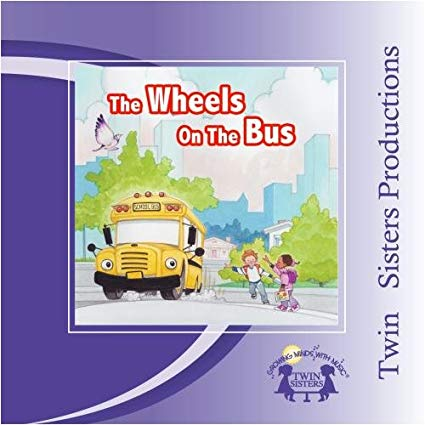 The Wheels
On The Bus
SCHOOL BUS
Twin Sisters Productions
GROWING MINDS WITH MUSIC
TWIN
SISTERS